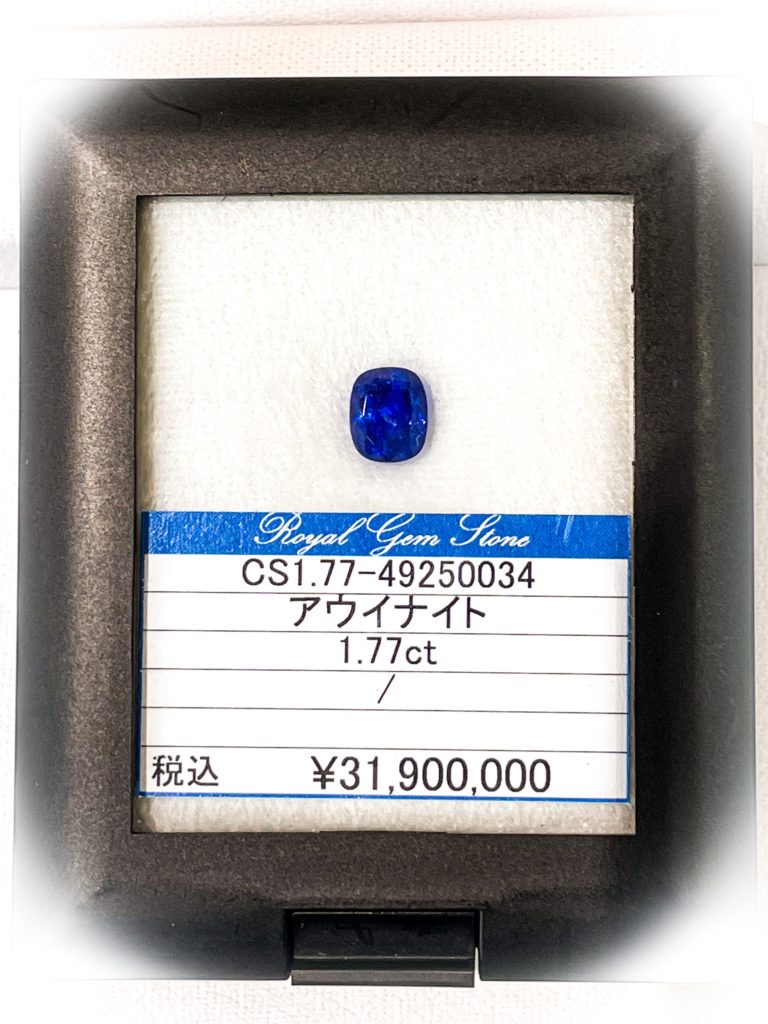 Royal Gem Stone
CS1.77-49250034
アウイナイト
1.77ct
/
税込 ¥31,900,000